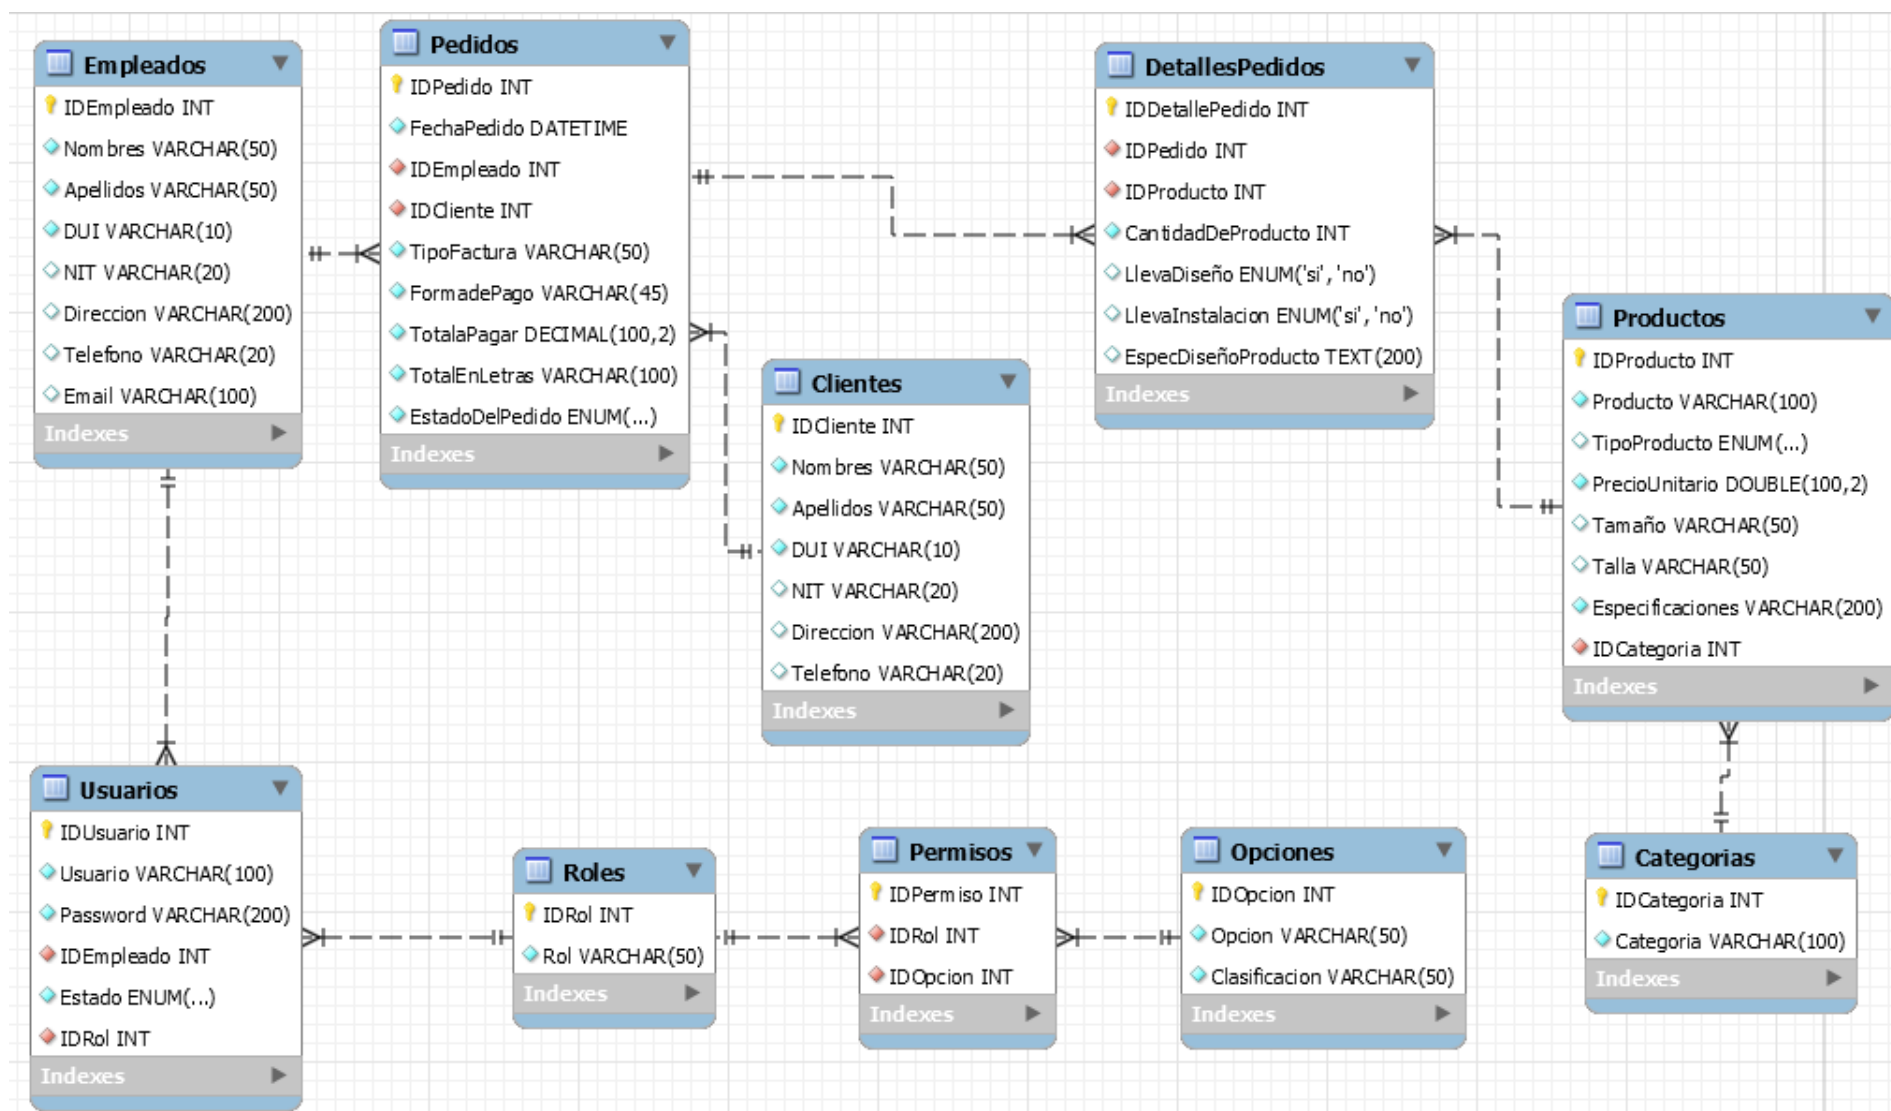 Empleados
IDEmpleado INT
Nombres VARCHAR(50)
Apellidos VARCHAR(50)
DUI VARCHAR(10)
NIT VARCHAR(20)
Direccion VARCHAR(200)
Telefono VARCHAR(20)
Email VARCHAR(100)
Indexes
Pedidos
IDPedido INT
FechaPedido DATETIME
IDEmpleado INT
IDCliente INT
TipoFactura VARCHAR(50)
FormadePago VARCHAR(45)
TotalaPagar DECIMAL(100,2)
TotalEnLetras VARCHAR(100)
EstadoDelPedido ENUM(...)
Indexes
Clientes
IDCliente INT
Nombres VARCHAR(50)
Apellidos VARCHAR(50)
DUI VARCHAR(10)
NIT VARCHAR(20)
Direccion VARCHAR(200)
Telefono VARCHAR(20)
Indexes
DetallesPedidos
IDDetallePedido INT
IDPedido INT
IDProducto INT
CantidadDeProducto INT
LlevaDiseño ENUM('si', 'no')
LlevaInstalacion ENUM('si', 'no')
EspecDiseñoProducto TEXT(200)
Indexes
Productos
IDProducto INT
Producto VARCHAR(100)
TipoProducto ENUM(...)
PrecioUnitario DOUBLE(100,2)
Tamaño VARCHAR(50)
Talla VARCHAR(50)
Especificaciones VARCHAR(200)
IDCategoria INT
Indexes
Usuarios
IDUsuario INT
Usuario VARCHAR(100)
Password VARCHAR(200)
IDEmpleado INT
Estado ENUM(...)
IDRol INT
Indexes
Roles
IDRol INT
Rol VARCHAR(50)
Indexes
Permisos
IDPermiso INT
IDRol INT
IDOpcion INT
Indexes
Opciones
IDOpcion INT
Opcion VARCHAR(50)
Clasificacion VARCHAR(50)
Indexes
Categorias
IDCategoria INT
Categoria VARCHAR(100)
Indexes